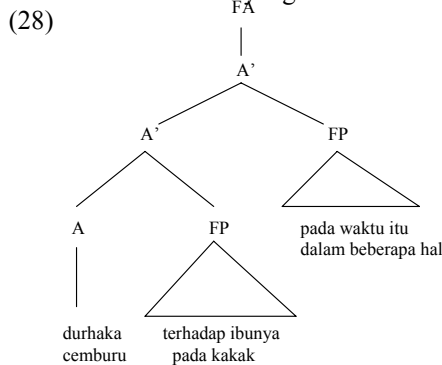 (28)
FA
A’
A’ FP
A FP pada waktu itu
dalam beberapa hal
durhaka terhadap ibunya
cemburu pada kakak